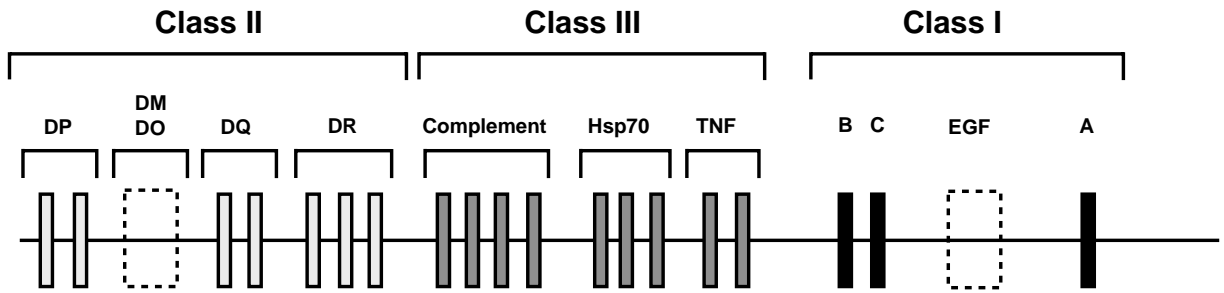 Class II Class III Class I
DM
DP DO DQ DR Complement Hsp70 TNF B C EGF A